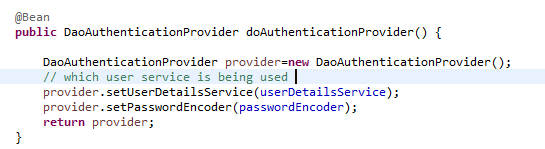 @Bean
public DaoAuthenticationProvider doAuthenticationProvider() {
DaoAuthenticationProvider provider=new DaoAuthenticationProvider();
// which user service is being used
provider.setUserDetailsService(userDetailsService);
provider.setPasswordEncoder(passwordEncoder);
return provider;
}